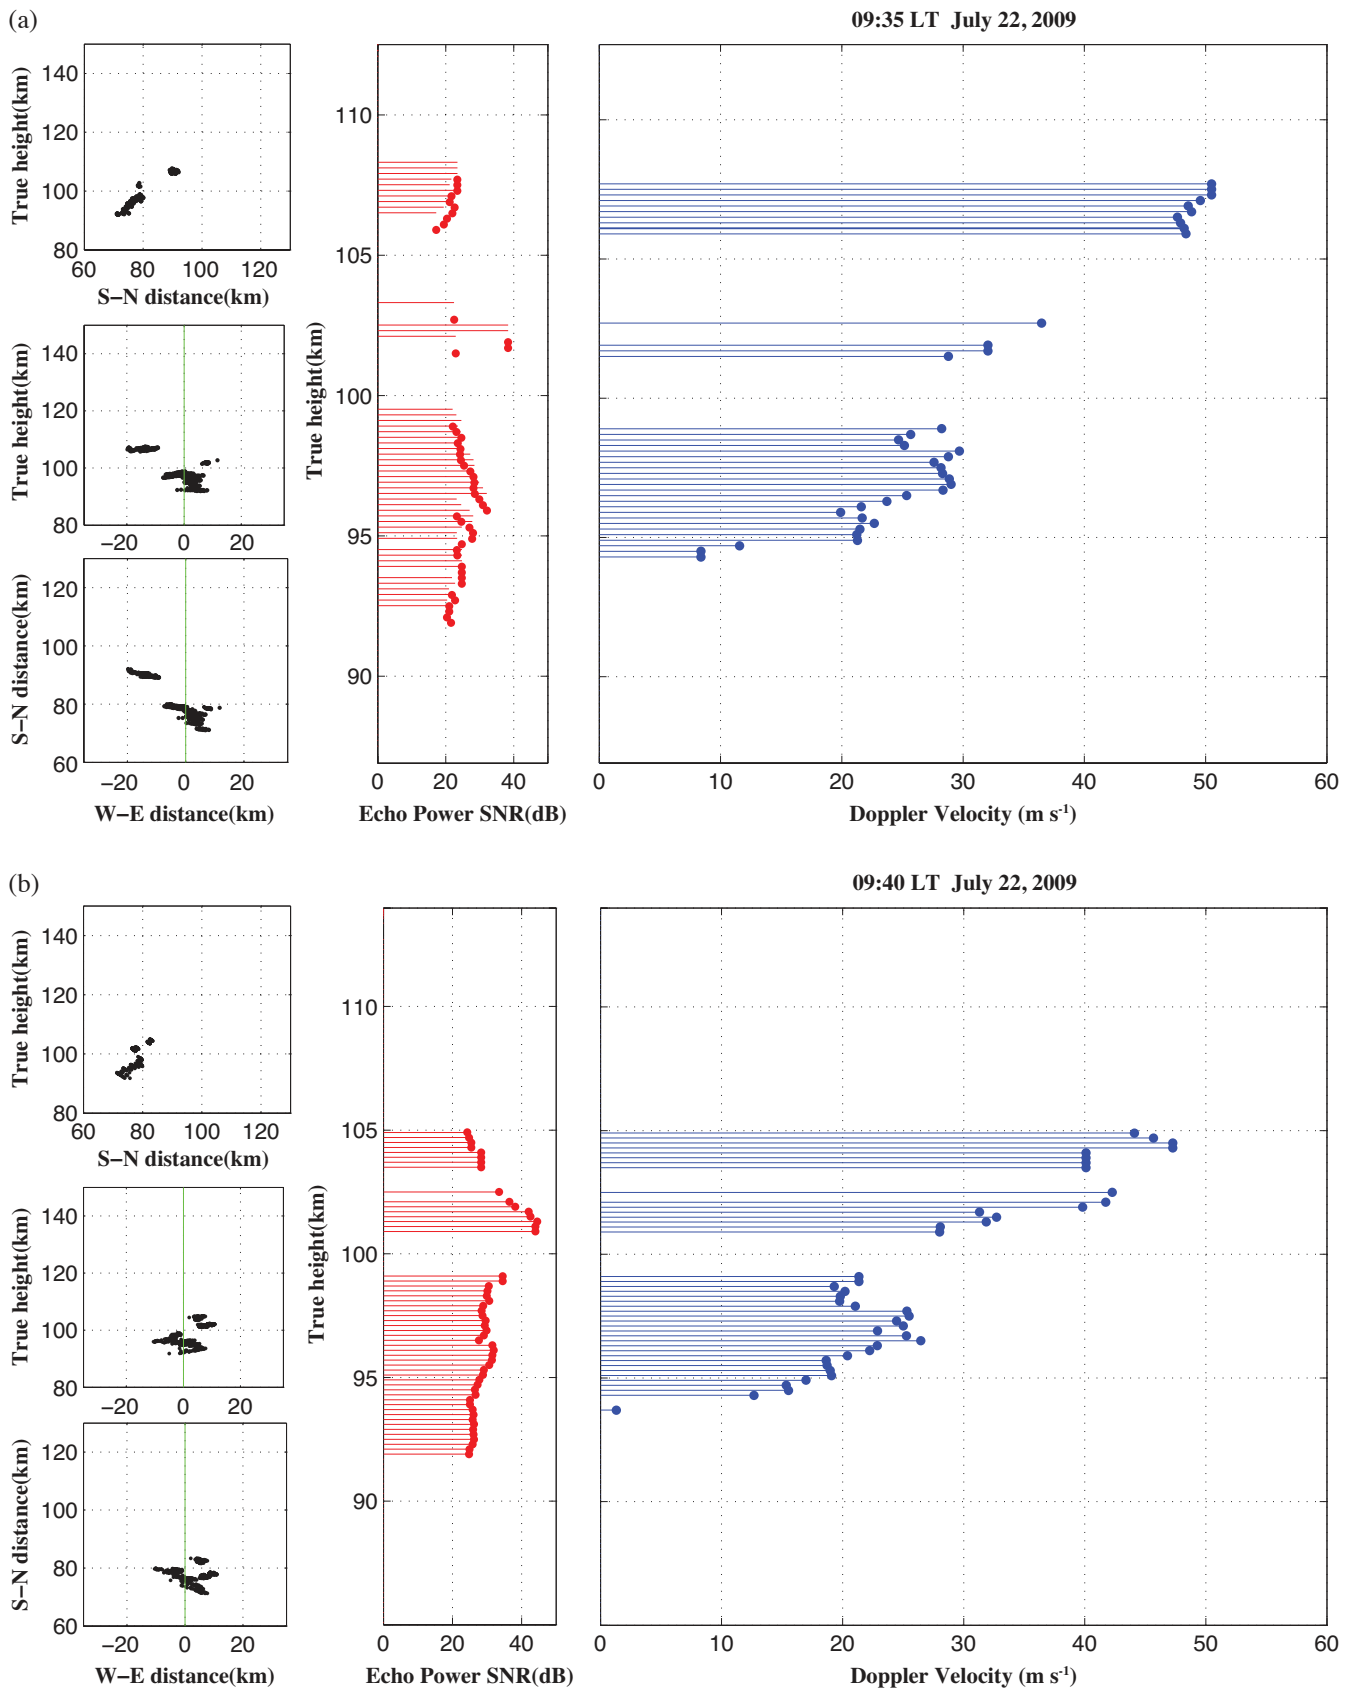 (a)
09:35 LT  July 22, 2009
True height(km)
140
120
100
80
60 80 100 120
S−N distance(km)
True height(km)
140
120
100
80
−20 0 20
S−N distance(km)
120
100
80
60
−20 0 20
W−E distance(km)
True height(km)
110
105
100
95
90
0 20 40
Echo Power SNR(dB)
0 10 20 30 40 50 60
Doppler Velocity (m s-1)
(b)
09:40 LT  July 22, 2009
True height(km)
140
120
100
80
60 80 100 120
S−N distance(km)
True height(km)
140
120
100
80
−20 0 20
S−N distance(km)
120
100
80
60
−20 0 20
W−E distance(km)
True height(km)
110
105
100
95
90
0 20 40
Echo Power SNR(dB)
0 10 20 30 40 50 60
Doppler Velocity (m s-1)